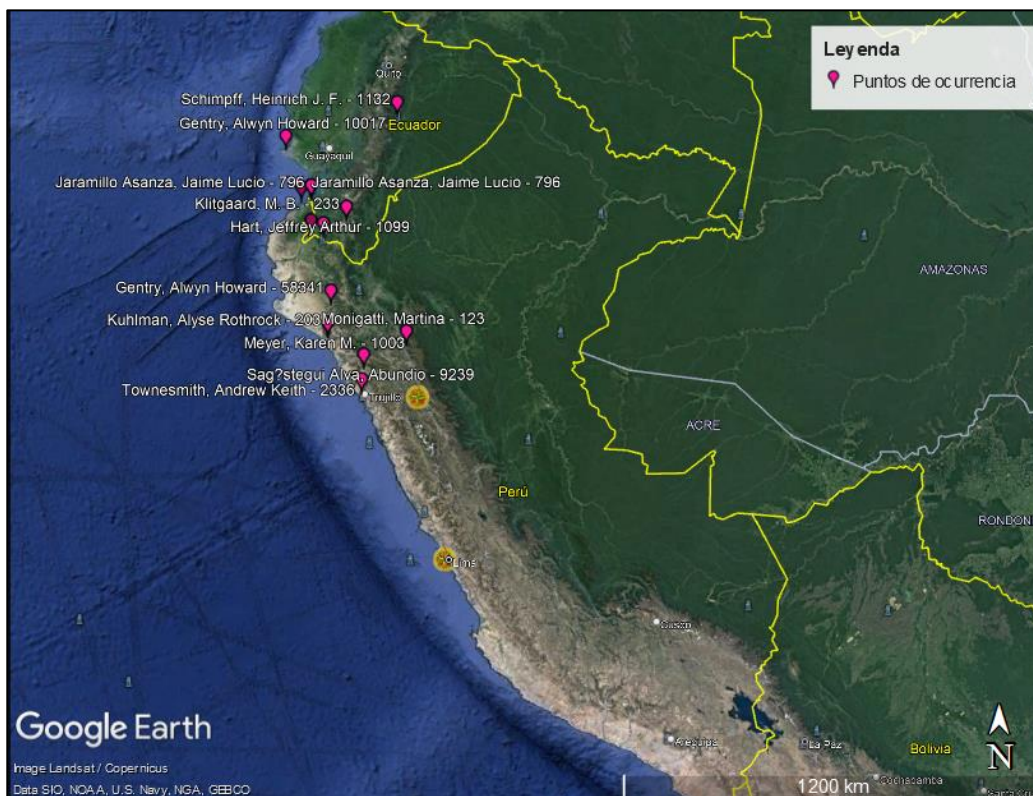 Leyenda
Puntos de ocurrencia
Quito
Schimpff, Heinrich J. F. - 1132
Gentry, Alwyn Howard - 10017
Ecuador
Guayaquil
Jaramillo Asanza, Jaime Lucio - 796
Jaramillo Asanza, Jaime Lucio - 796
Klitgaard, M. B. - 233
Hart, Jeffrey Arthur - 1099
AMAZONAS
Gentry, Alwyn Howard - 58341
Kuhlman, Alyse Rothrock - 203
Monigatti, Martina - 123
Meyer, Karen M. - 1003
Sag?stegui Alva, Abundio - 9239
Townesmith, Andrew Keith - 2336
Trujillo
ACRE
Perú
RONDON
Lima
Cusco
Google Earth
Arequipa
La Paz
Bolivia
N
Image Landsat / Copernicus
Data SIO, NOAA, U.S. Navy, NGA, GEBCO
1200 km
Cochabamba
Santa Cru